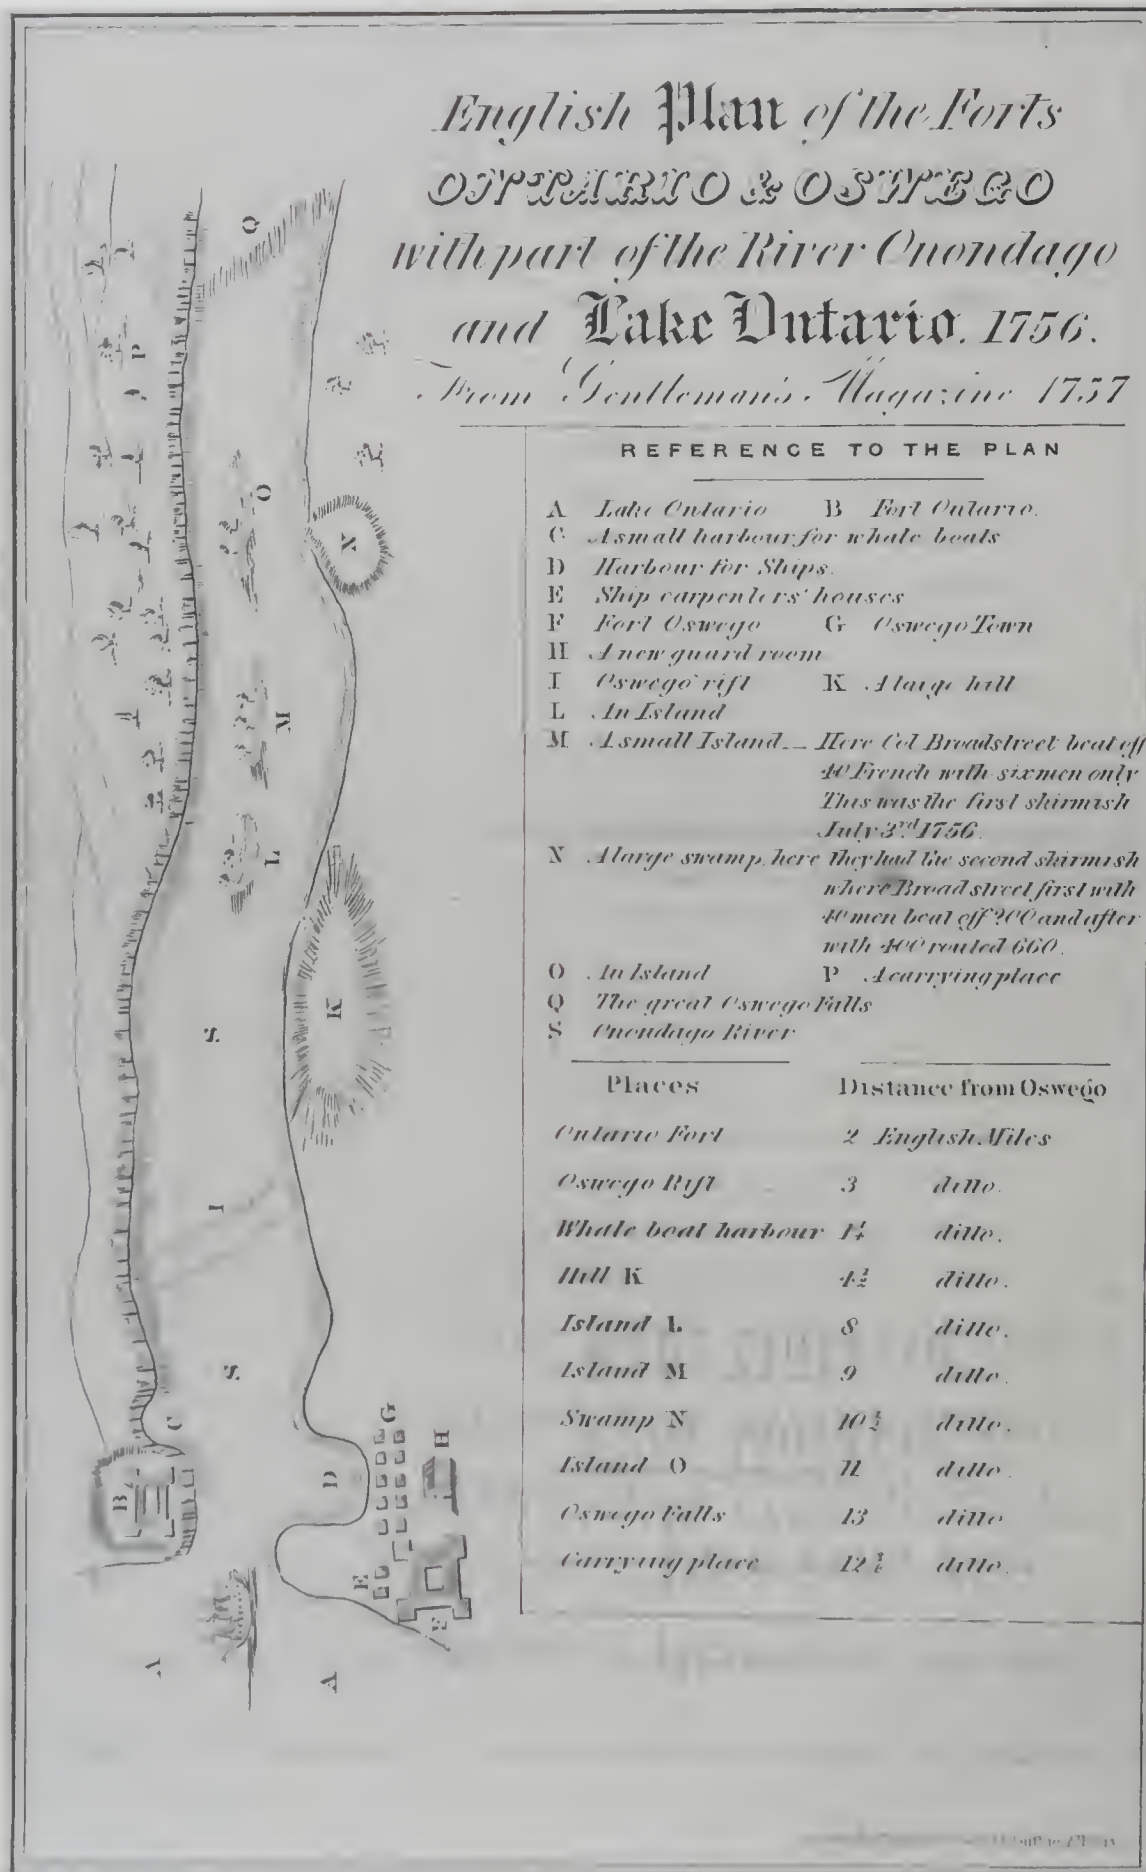 English Plan of the Forts
ONTARIO & OSWEGO
with part of the River Onondago
and Lake Ontario. 1756.
From Gentleman's Magazine 1757
REFERENCE TO THE PLAN
A Lake Ontario B Fort Ontario.
C A small harbour for whale boats
D Harbour for Ships.
E Ship carpenters' houses
F Fort Oswego G Oswego Town
H A new guard room
I Oswego rift K A large hill
L An Island
M A small Island _ Here Col Broadstreet beat off
40 French with six men only
This was the first skirmish
July 3rd 1756.
N A large swamp, here they had the second skirmish
where Broad street first with
40 men beat off 200 and after
with 400 routed 660.
O An Island P A carrying place
Q The great Oswego Falls
S Onondago River
Places Distance from Oswego
Ontario Fort 2 English Miles
Oswego Rift 3 ditto.
Whale boat harbour 1¼ ditto.
Hill K 4½ ditto.
Island L 8 ditto.
Island M 9 ditto.
Swamp N 10½ ditto.
Island O 11 ditto.
Oswego Falls 13 ditto
Carrying place 12 ditto.
Q
P
O
N
M
L
K
S
I
S
C
B
D
G
H
E
F
A
A